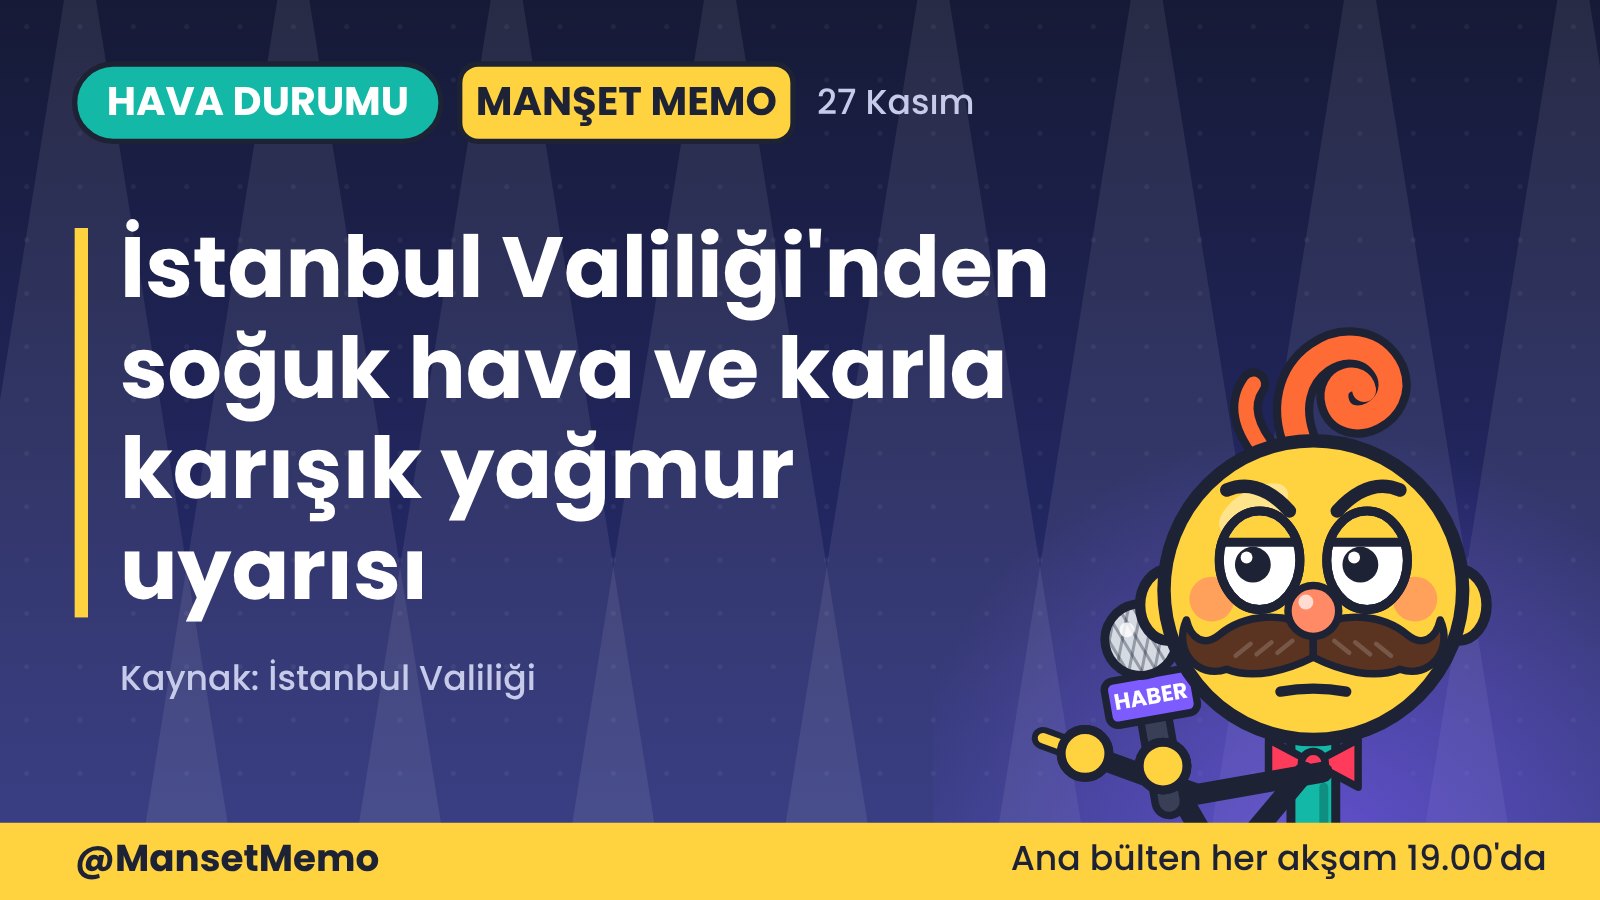 HAVA DURUMU
MANŞET MEMO
27 Kasım
İstanbul Valiliği'nden
soğuk hava ve karla
karışık yağmur
uyarısı
Kaynak: İstanbul Valiliği
HABER
@MansetMemo
Ana bülten her akşam 19.00'da